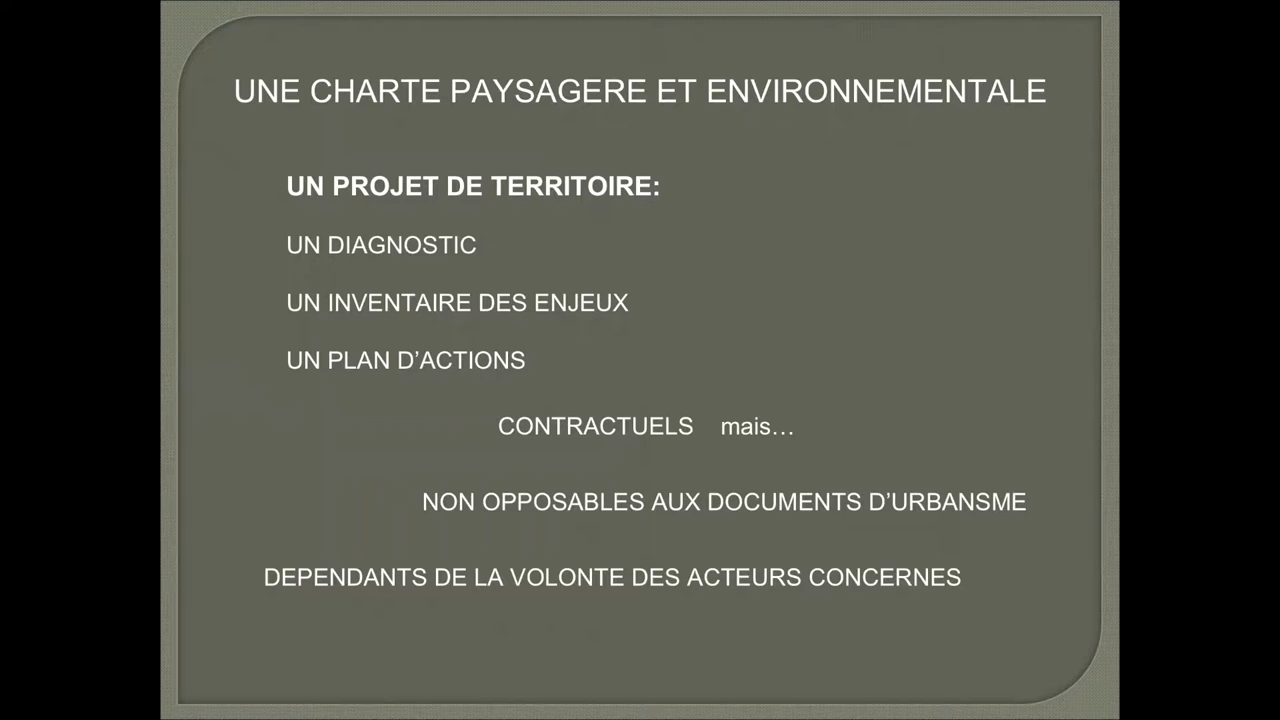 UNE CHARTE PAYSAGERE ET ENVIRONNEMENTALE
UN PROJET DE TERRITOIRE:
UN DIAGNOSTIC
UN INVENTAIRE DES ENJEUX
UN PLAN D’ACTIONS
CONTRACTUELS mais…
NON OPPOSABLES AUX DOCUMENTS D’URBANSME
DEPENDANTS DE LA VOLONTE DES ACTEURS CONCERNES